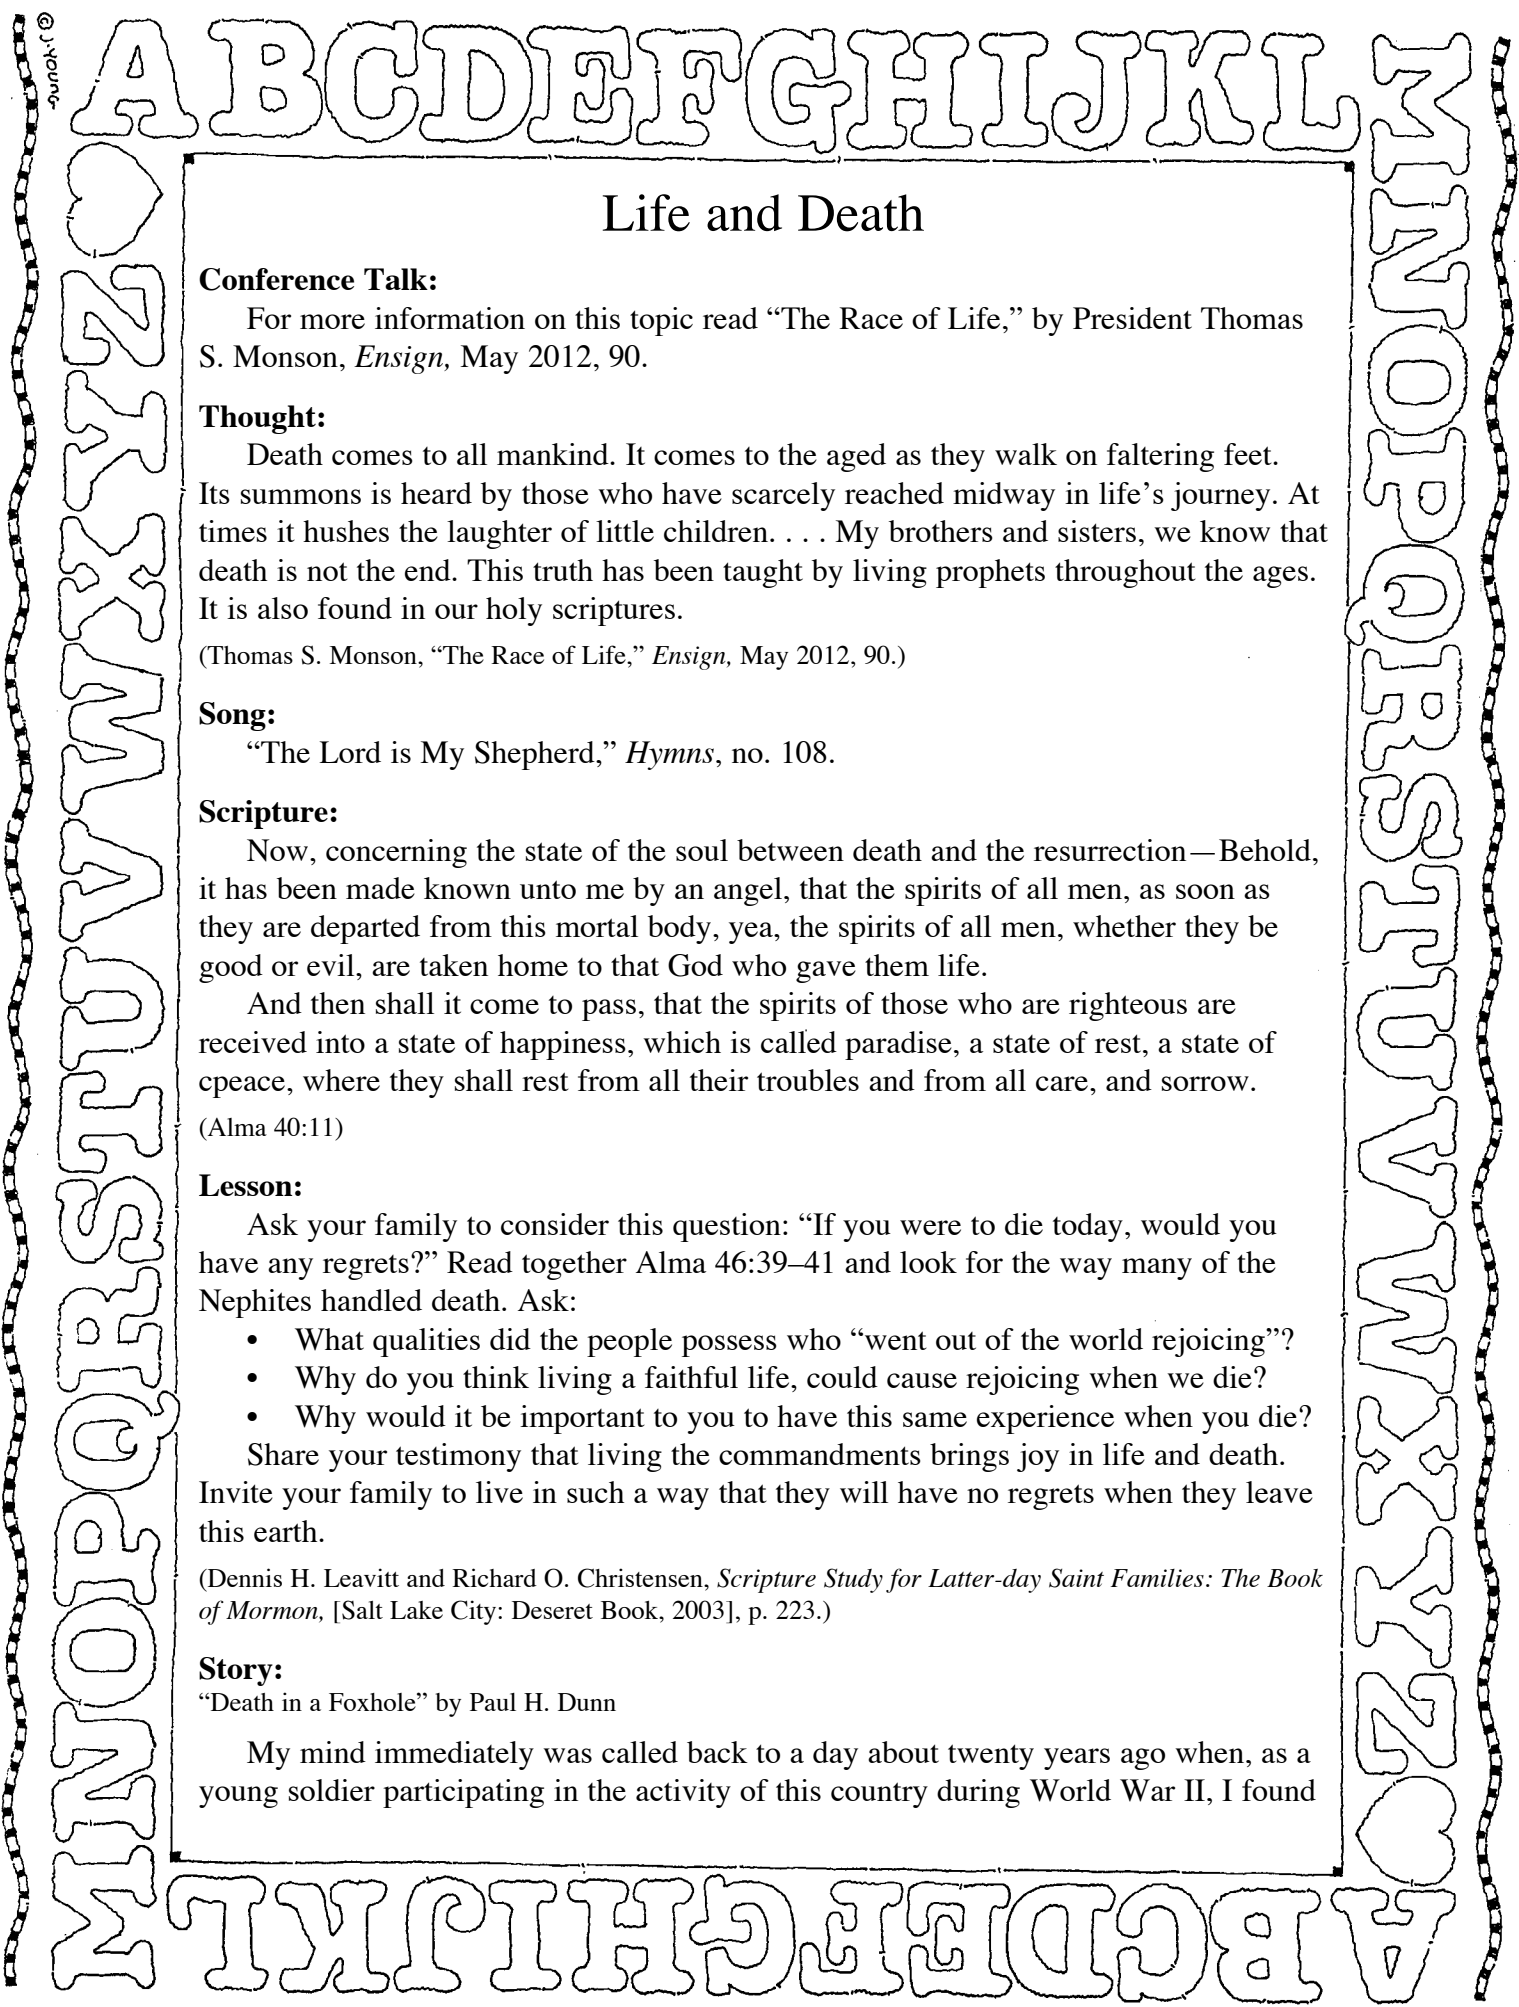 © J. YOUNG
A B C D E F G H I J K L
M N O P Q R S T U V W X Y Z
Life and Death
Conference Talk:
For more information on this topic read “The Race of Life,” by President Thomas
S. Monson, Ensign, May 2012, 90.
Thought:
Death comes to all mankind. It comes to the aged as they walk on faltering feet.
Its summons is heard by those who have scarcely reached midway in life’s journey. At
times it hushes the laughter of little children. . . . My brothers and sisters, we know that
death is not the end. This truth has been taught by living prophets throughout the ages.
It is also found in our holy scriptures.
(Thomas S. Monson, “The Race of Life,” Ensign, May 2012, 90.)
Song:
“The Lord is My Shepherd,” Hymns, no. 108.
Scripture:
Now, concerning the state of the soul between death and the resurrection—Behold,
it has been made known unto me by an angel, that the spirits of all men, as soon as
they are departed from this mortal body, yea, the spirits of all men, whether they be
good or evil, are taken home to that God who gave them life.
And then shall it come to pass, that the spirits of those who are righteous are
received into a state of happiness, which is called paradise, a state of rest, a state of
cpeace, where they shall rest from all their troubles and from all care, and sorrow.
(Alma 40:11)
Lesson:
Ask your family to consider this question: “If you were to die today, would you
have any regrets?” Read together Alma 46:39–41 and look for the way many of the
Nephites handled death. Ask:
• What qualities did the people possess who “went out of the world rejoicing”?
• Why do you think living a faithful life, could cause rejoicing when we die?
• Why would it be important to you to have this same experience when you die?
Share your testimony that living the commandments brings joy in life and death.
Invite your family to live in such a way that they will have no regrets when they leave
this earth.
(Dennis H. Leavitt and Richard O. Christensen, Scripture Study for Latter-day Saint Families: The Book
of Mormon, [Salt Lake City: Deseret Book, 2003], p. 223.)
Story:
“Death in a Foxhole” by Paul H. Dunn
My mind immediately was called back to a day about twenty years ago when, as a
young soldier participating in the activity of this country during World War II, I found
A B C D E F G H I J K L
M N O P Q R S T U V W X Y Z